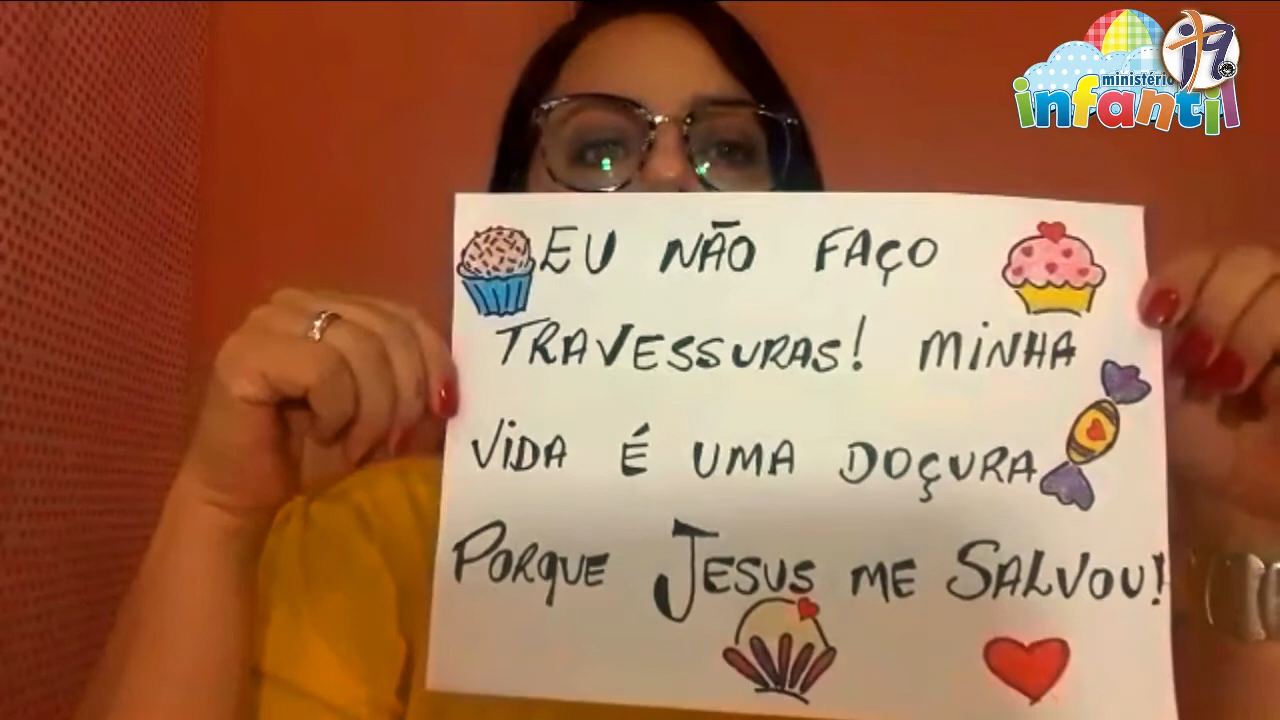 ministério
infantil
EU NÃO FAÇO
TRAVESSURAS! MINHA
VIDA É UMA DOÇURA
PORQUE JESUS ME SALVOU!